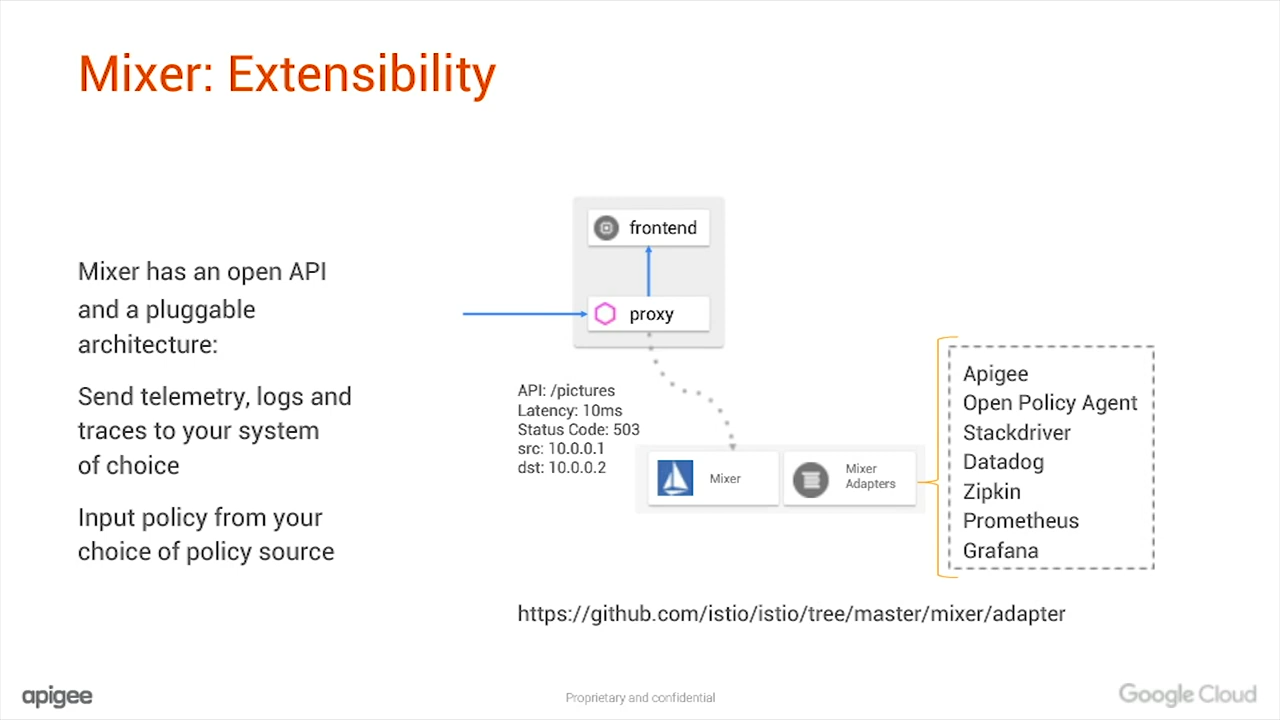 Mixer: Extensibility
Mixer has an open API
and a pluggable
architecture:
Send telemetry, logs and
traces to your system
of choice
Input policy from your
choice of policy source
frontend
proxy
API: /pictures
Latency: 10ms
Status Code: 503
src: 10.0.0.1
dst: 10.0.0.2
Mixer
Mixer
Adapters
Apigee
Open Policy Agent
Stackdriver
Datadog
Zipkin
Prometheus
Grafana
https://github.com/istio/istio/tree/master/mixer/adapter
apigee
Proprietary and confidential
Google Cloud